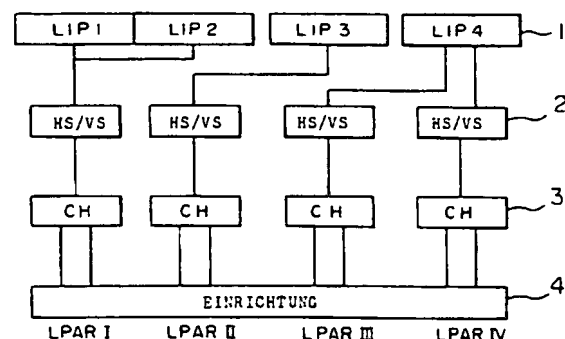 LIP1 LIP2 LIP3 LIP4 1
HS/VS HS/VS HS/VS HS/VS 2
CH CH CH CH 3
EINRICHTUNG 4
LPAR I LPAR II LPAR III LPAR IV